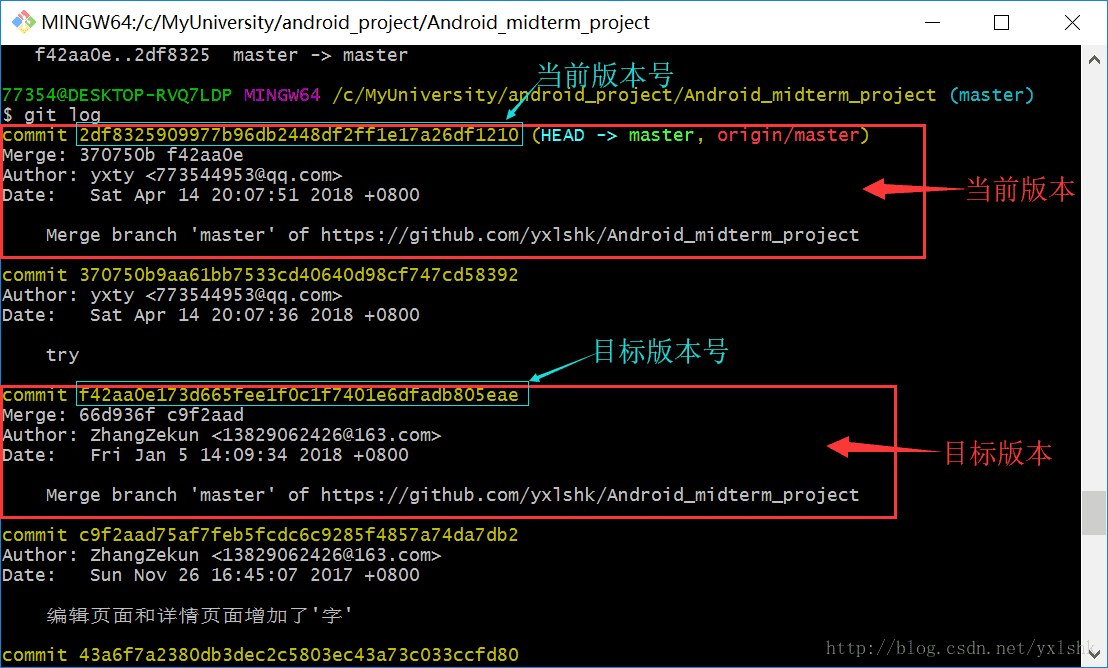 MINGW64:/c/MyUniversity/android_project/Android_midterm_project
f42aa0e..2df8325  master -> master
当前版本号
77354@DESKTOP-RVQ7LDP MINGW64 /c/MyUniversity/android_project/Android_midterm_project (master)
$ git log
commit 2df8325909977b96db2448df2ff1e17a26df1210 (HEAD -> master, origin/master)
Merge: 370750b f42aa0e
Author: yxty <773544953@qq.com>
当前版本
Date:   Sat Apr 14 20:07:51 2018 +0800
Merge branch 'master' of https://github.com/yxlshk/Android_midterm_project
commit 370750b9aa61bb7533cd40640d98cf747cd58392
Author: yxty <773544953@qq.com>
Date:   Sat Apr 14 20:07:36 2018 +0800
try
目标版本号
commit f42aa0e173d665fee1f0c1f7401e6dfadb805eae
Merge: 66d936f c9f2aad
Author: ZhangZekun <13829062426@163.com>
Date:   Fri Jan 5 14:09:34 2018 +0800
目标版本
Merge branch 'master' of https://github.com/yxlshk/Android_midterm_project
commit c9f2aad75af7feb5fcdc6c9285f4857a74da7db2
Author: ZhangZekun <13829062426@163.com>
Date:   Sun Nov 26 16:45:07 2017 +0800
编辑页面和详情页面增加了'字'
commit 43a6f7a2380db3dec2c5803ec43a73c033ccfd80
http://blog.csdn.net/yxlshk